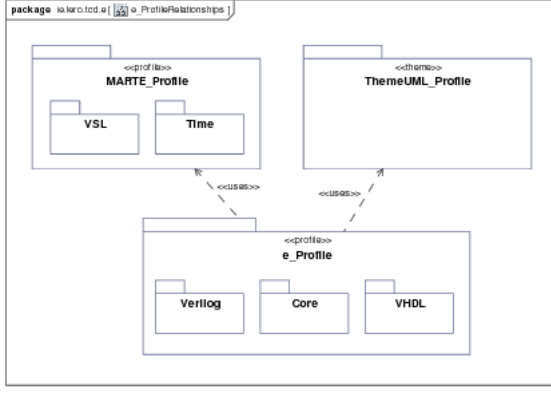 package ie.lero.tcd.e [ e_ProfileRelationships ]
<<profile>>
MARTE_Profile
VSL
Time
<<theme>>
ThemeUML_Profile
<<uses>>
<<uses>>
<<profile>>
e_Profile
Verilog
Core
VHDL